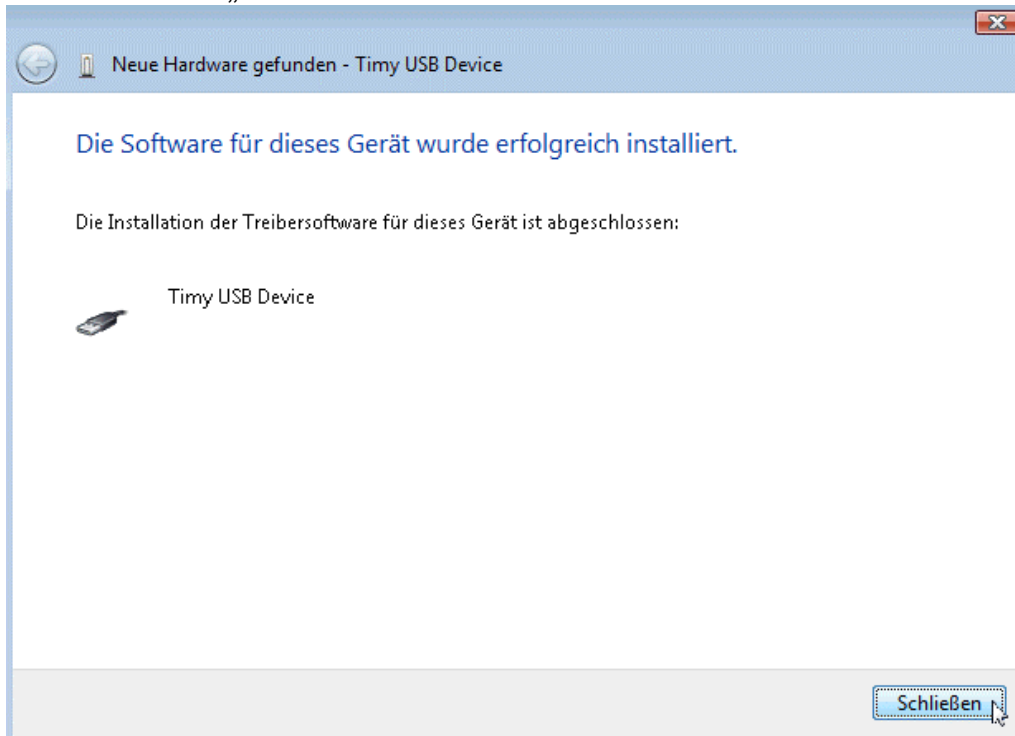 „
Neue Hardware gefunden - Timy USB Device
Die Software für dieses Gerät wurde erfolgreich installiert.
Die Installation der Treibersoftware für dieses Gerät ist abgeschlossen:
Timy USB Device
Schließen